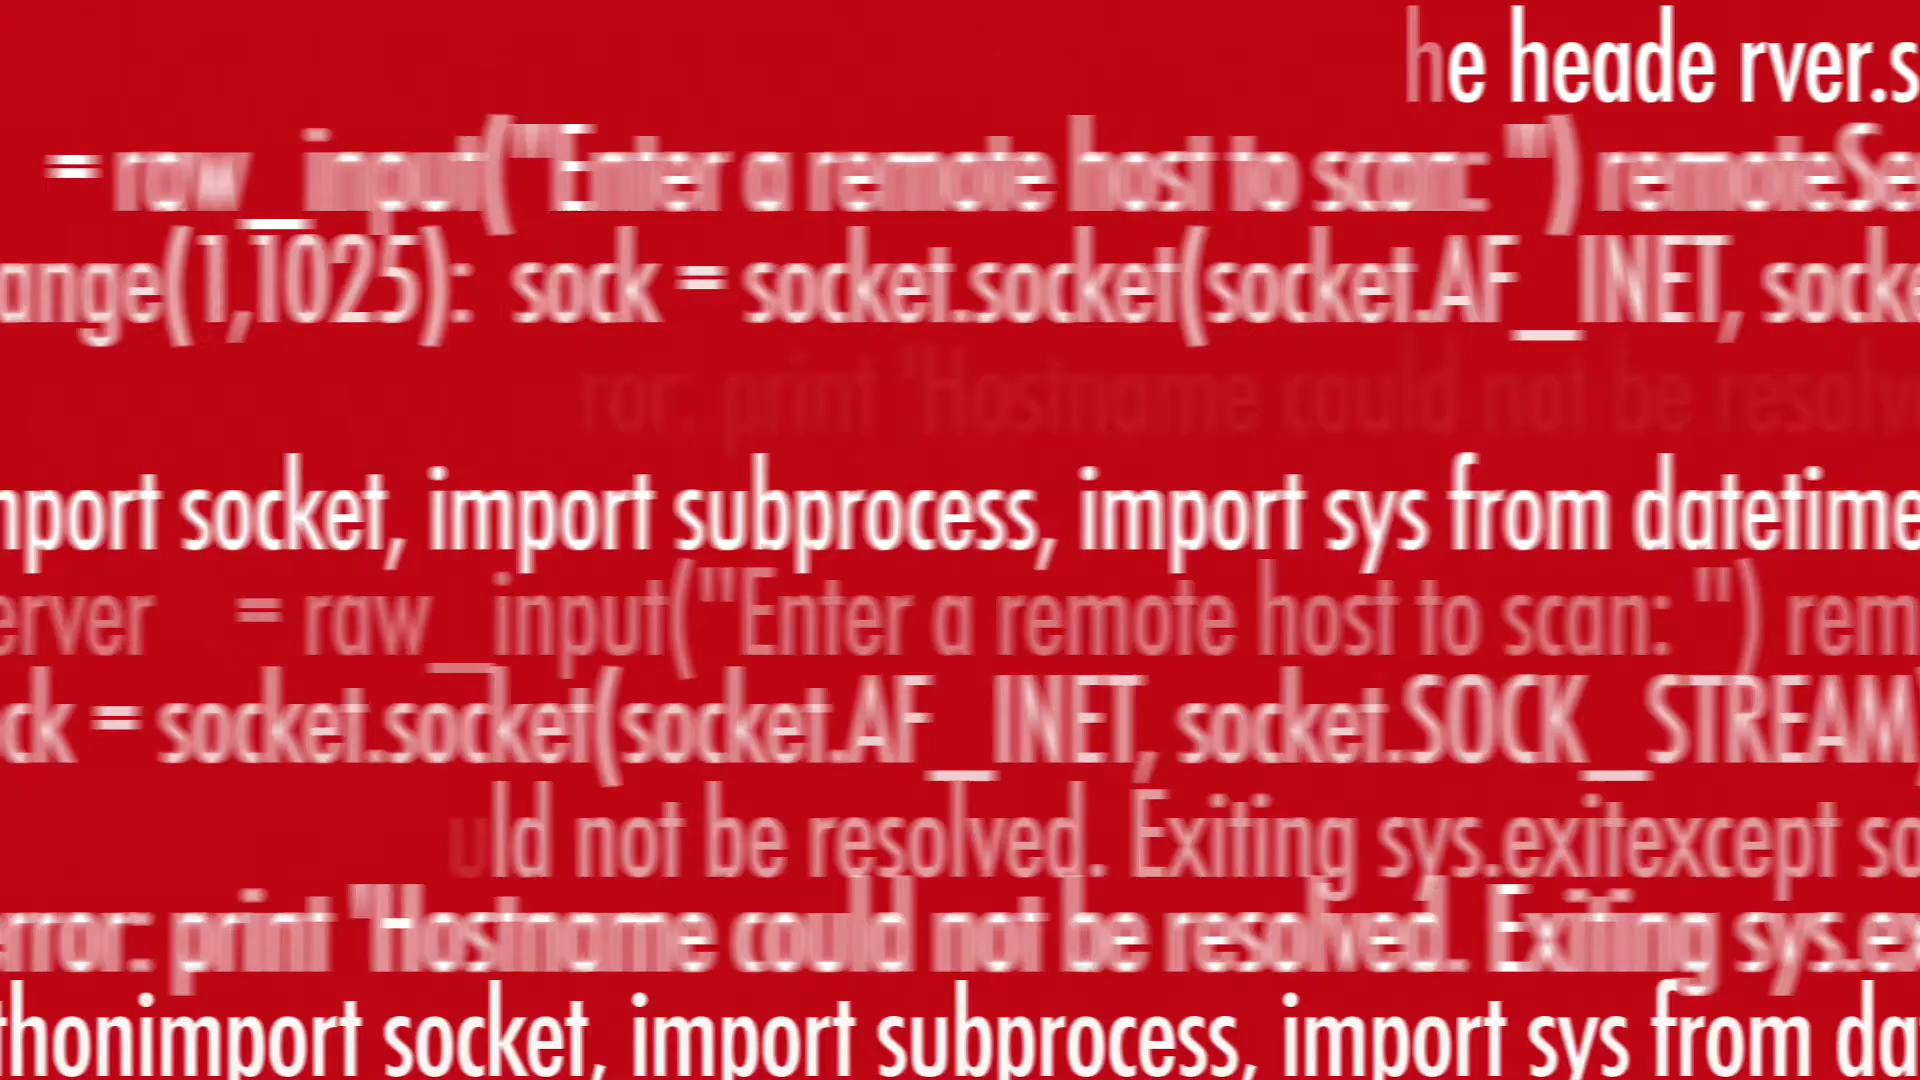 he heade rver.s
= raw_input("Enter a remote host to scan: ") remoteSe
ange(1,1025): sock = socket.socket(socket.AF_INET, socke
ror: print 'Hostname could not be resolv
nport socket, import subprocess, import sys from datetime
erver = raw_input("Enter a remote host to scan: ") rem
ck = socket.socket(socket.AF_INET, socket.SOCK_STREAM)
uld not be resolved. Exiting sys.exitexcept so
error: print 'Hostname could not be resolved. Exiting sys.ex
thonimport socket, import subprocess, import sys from da